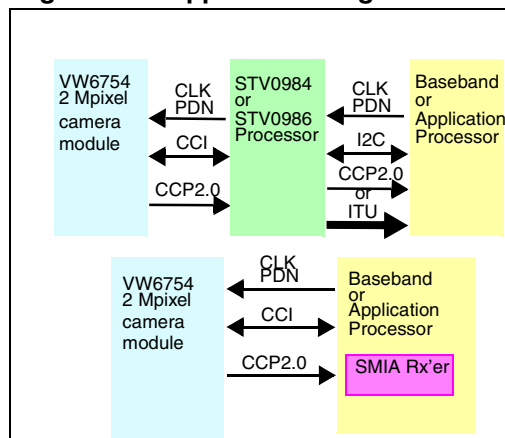 VW6754
2 Mpixel
camera
module
CLK
PDN
CCI
CCP2.0
STV0984
or
STV0986
Processor
CLK
PDN
I2C
CCP2.0
or
ITU
Baseband
or
Application
Processor
VW6754
2 Mpixel
camera
module
CLK
PDN
CCI
CCP2.0
Baseband
or
Application
Processor
SMIA Rx'er